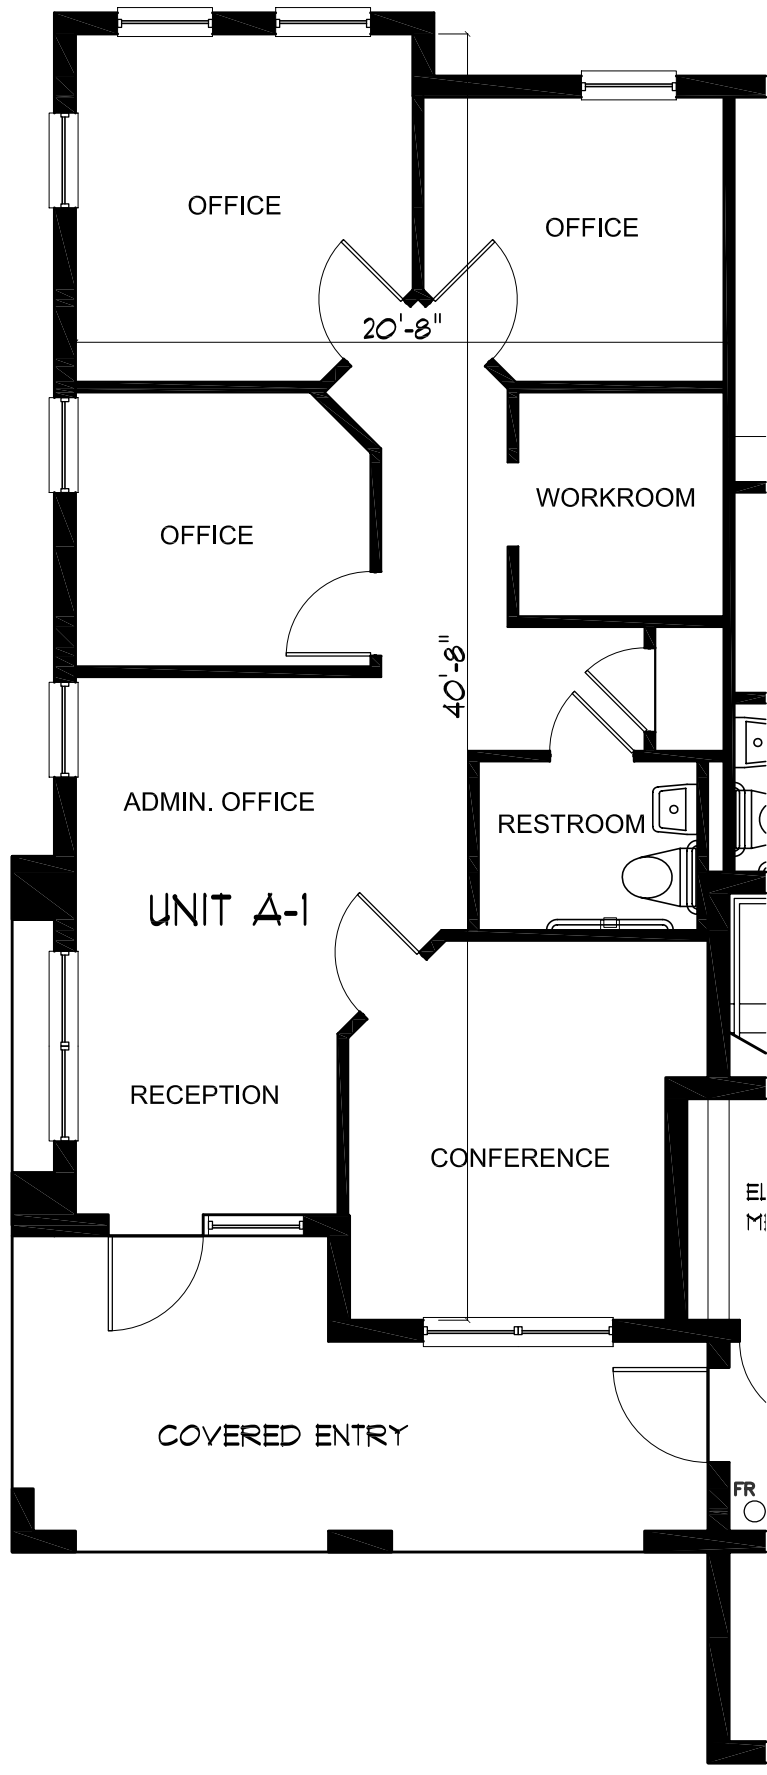 OFFICE
OFFICE
20'-8"
WORKROOM
OFFICE
40'-8"
ADMIN. OFFICE
RESTROOM
UNIT A-1
RECEPTION
CONFERENCE
COVERED ENTRY
FR